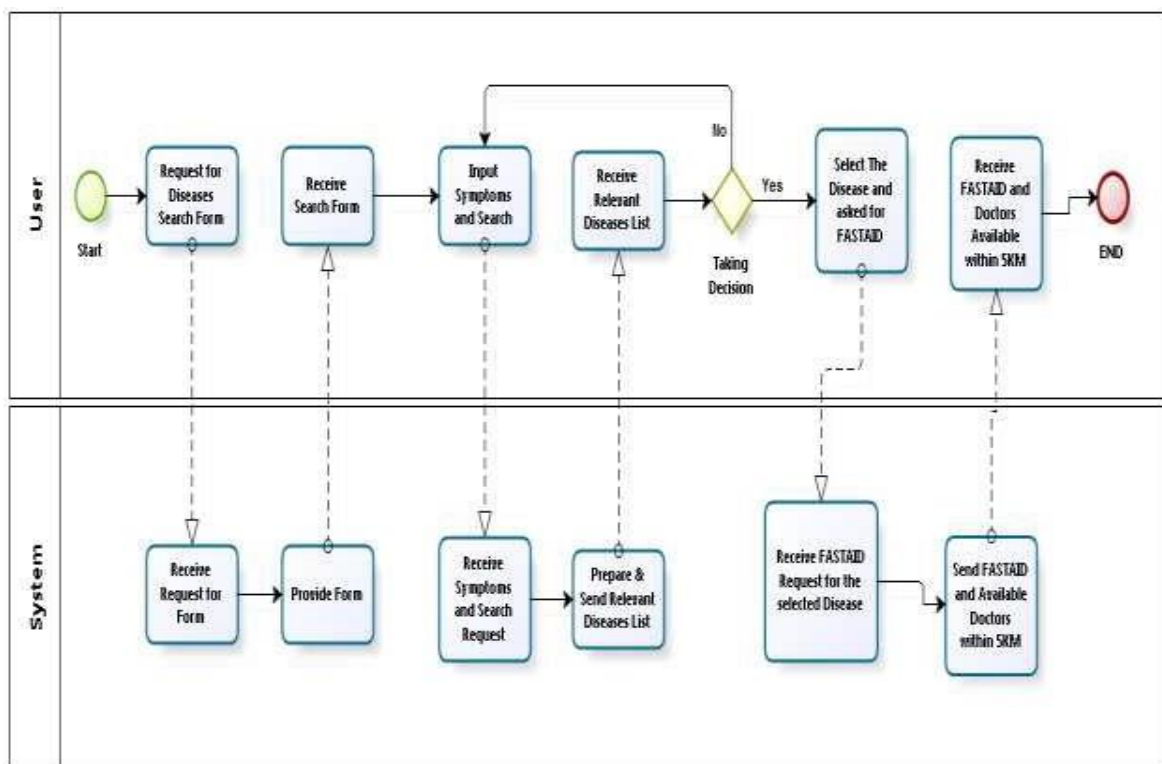 User
Start
Request for
Diseases
Search Form
Receive
Search Form
Input
Symptoms
and Search
Receive
Relevant
Diseases List
No
Taking
Decision
Yes
Select The
Disease and
asked for
FASTAID
Receive
FASTAID and
Doctors
Available
within 5KM
END
System
Receive
Request for
Form
Provide Form
Receive
Symptoms
and Search
Request
Prepare &
Send Relevant
Diseases List
Receive FASTAID
Request for the
selected Disease
Send FASTAID
and Available
Doctors
within 5KM